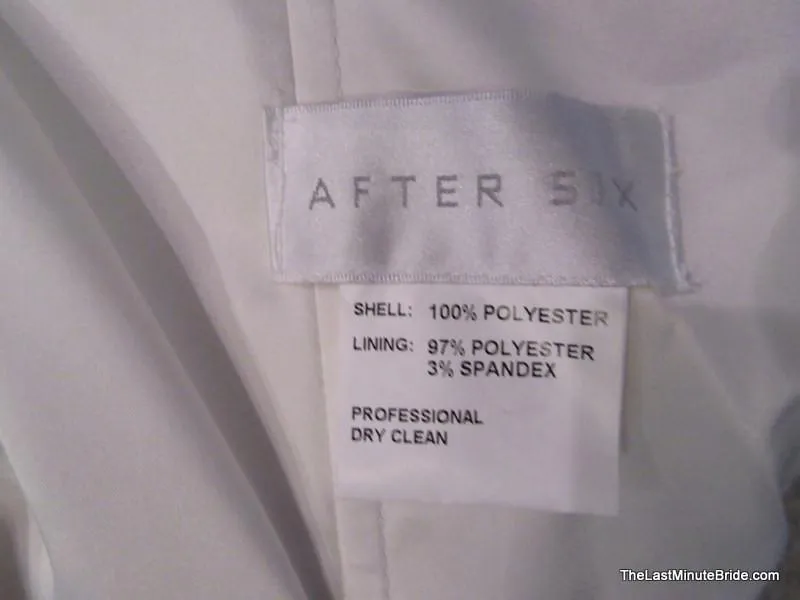 AFTER SIX
SHELL: 100% POLYESTER
LINING: 97% POLYESTER
3% SPANDEX
PROFESSIONAL
DRY CLEAN
TheLastMinuteBride.com